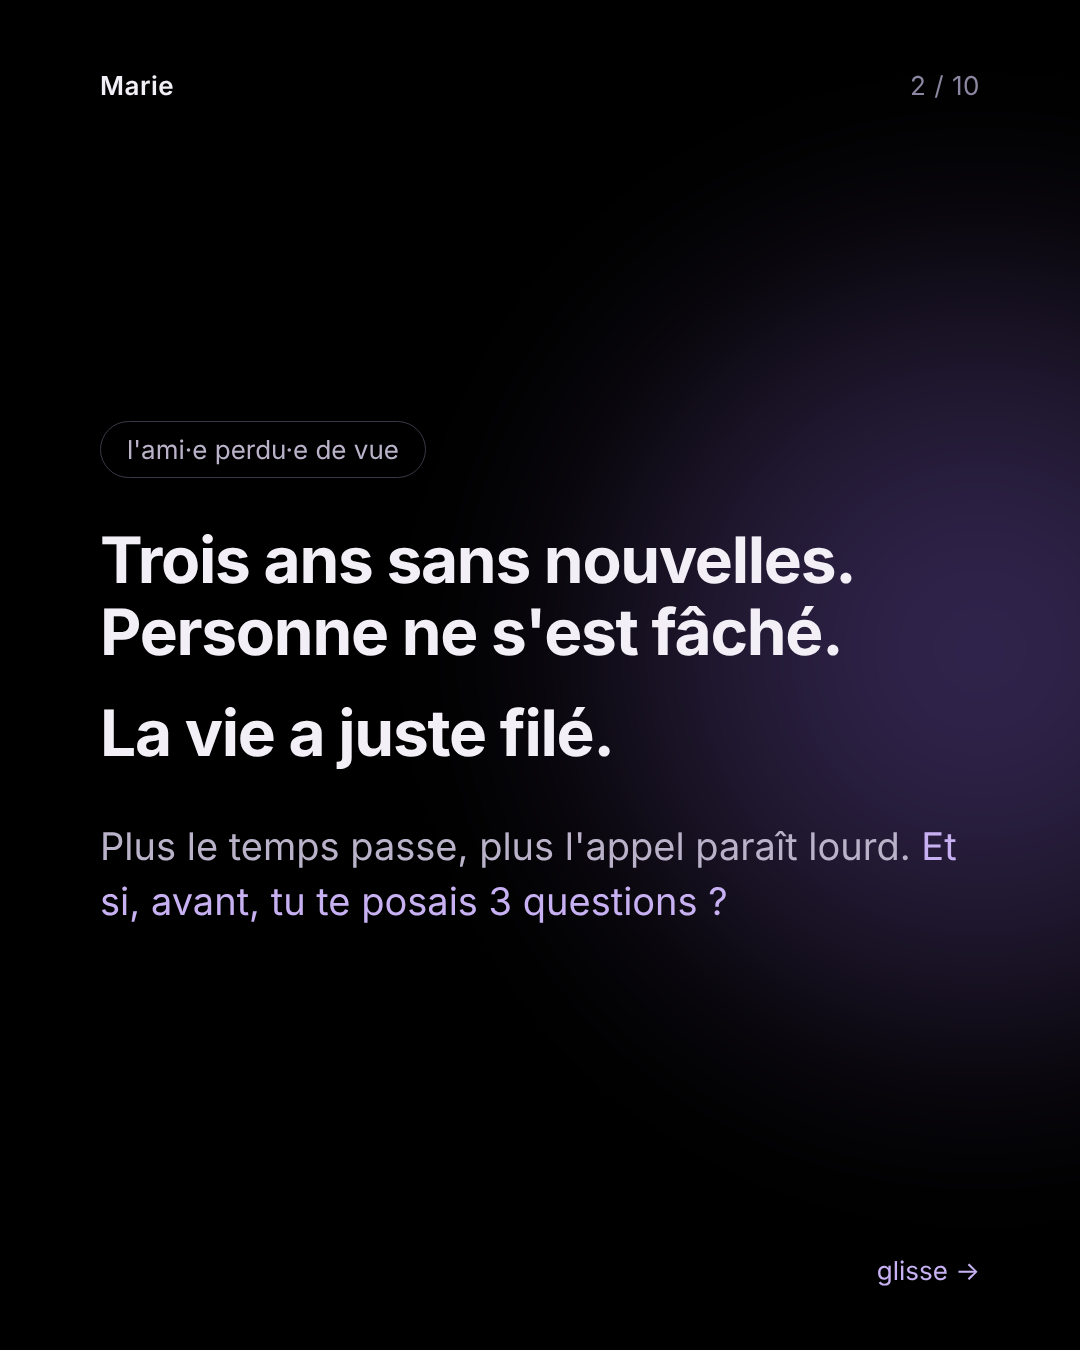 Marie
2 / 10
l'ami·e perdu·e de vue
Trois ans sans nouvelles.
Personne ne s'est fâché.
La vie a juste filé.
Plus le temps passe, plus l'appel paraît lourd. Et
si, avant, tu te posais 3 questions ?
glisse →